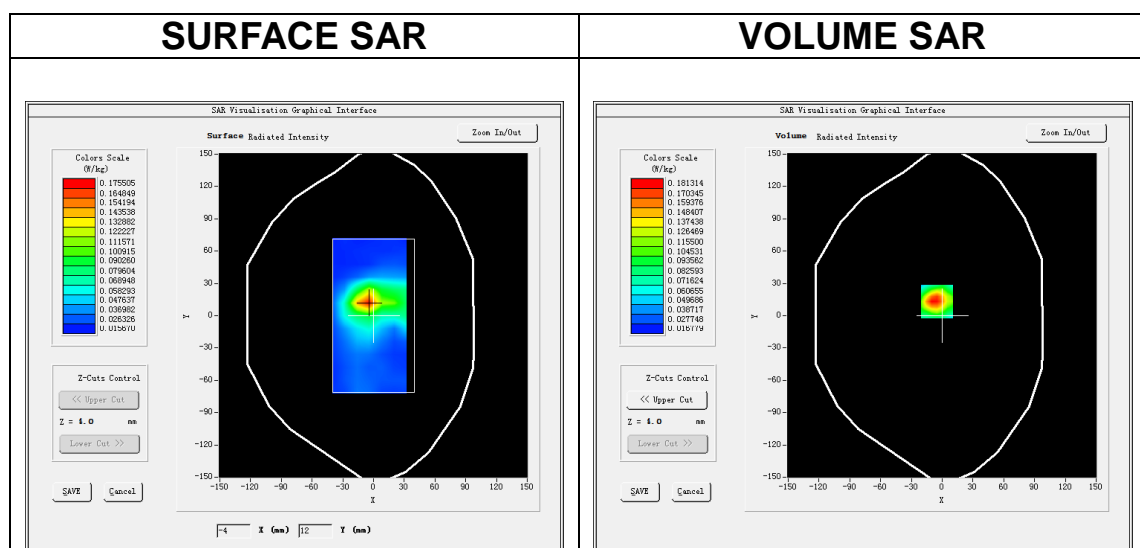 SURFACE SAR
VOLUME SAR
SAR Visualisation Graphical Interface
Surface Radiated Intensity
Zoom In/Out
Colors Scale
(W/kg)
0.175505
0.164849
0.154194
0.143538
0.132882
0.122227
0.111571
0.100915
0.090260
0.079604
0.068948
0.058293
0.047637
0.036982
0.026326
0.015670
150
120
90
60
30
0
-30
-60
-90
-120
-150
Y
-150 -120 -90 -60 -30 0 30 60 90 120 150
X
Z-Cuts Control
<< Upper Cut
Z = 4.0 mm
Lower Cut >>
SAVE Cancel
-4 X (mm) 12 Y (mm)
SAR Visualisation Graphical Interface
Volume Radiated Intensity
Zoom In/Out
Colors Scale
(W/kg)
0.181314
0.170345
0.159376
0.148407
0.137438
0.126469
0.115500
0.104531
0.093562
0.082593
0.071624
0.060655
0.049686
0.038717
0.027748
0.016779
150
120
90
60
30
0
-30
-60
-90
-120
-150
Y
-150 -120 -90 -60 -30 0 30 60 90 120 150
X
Z-Cuts Control
<< Upper Cut
Z = 4.0 mm
Lower Cut >>
SAVE Cancel